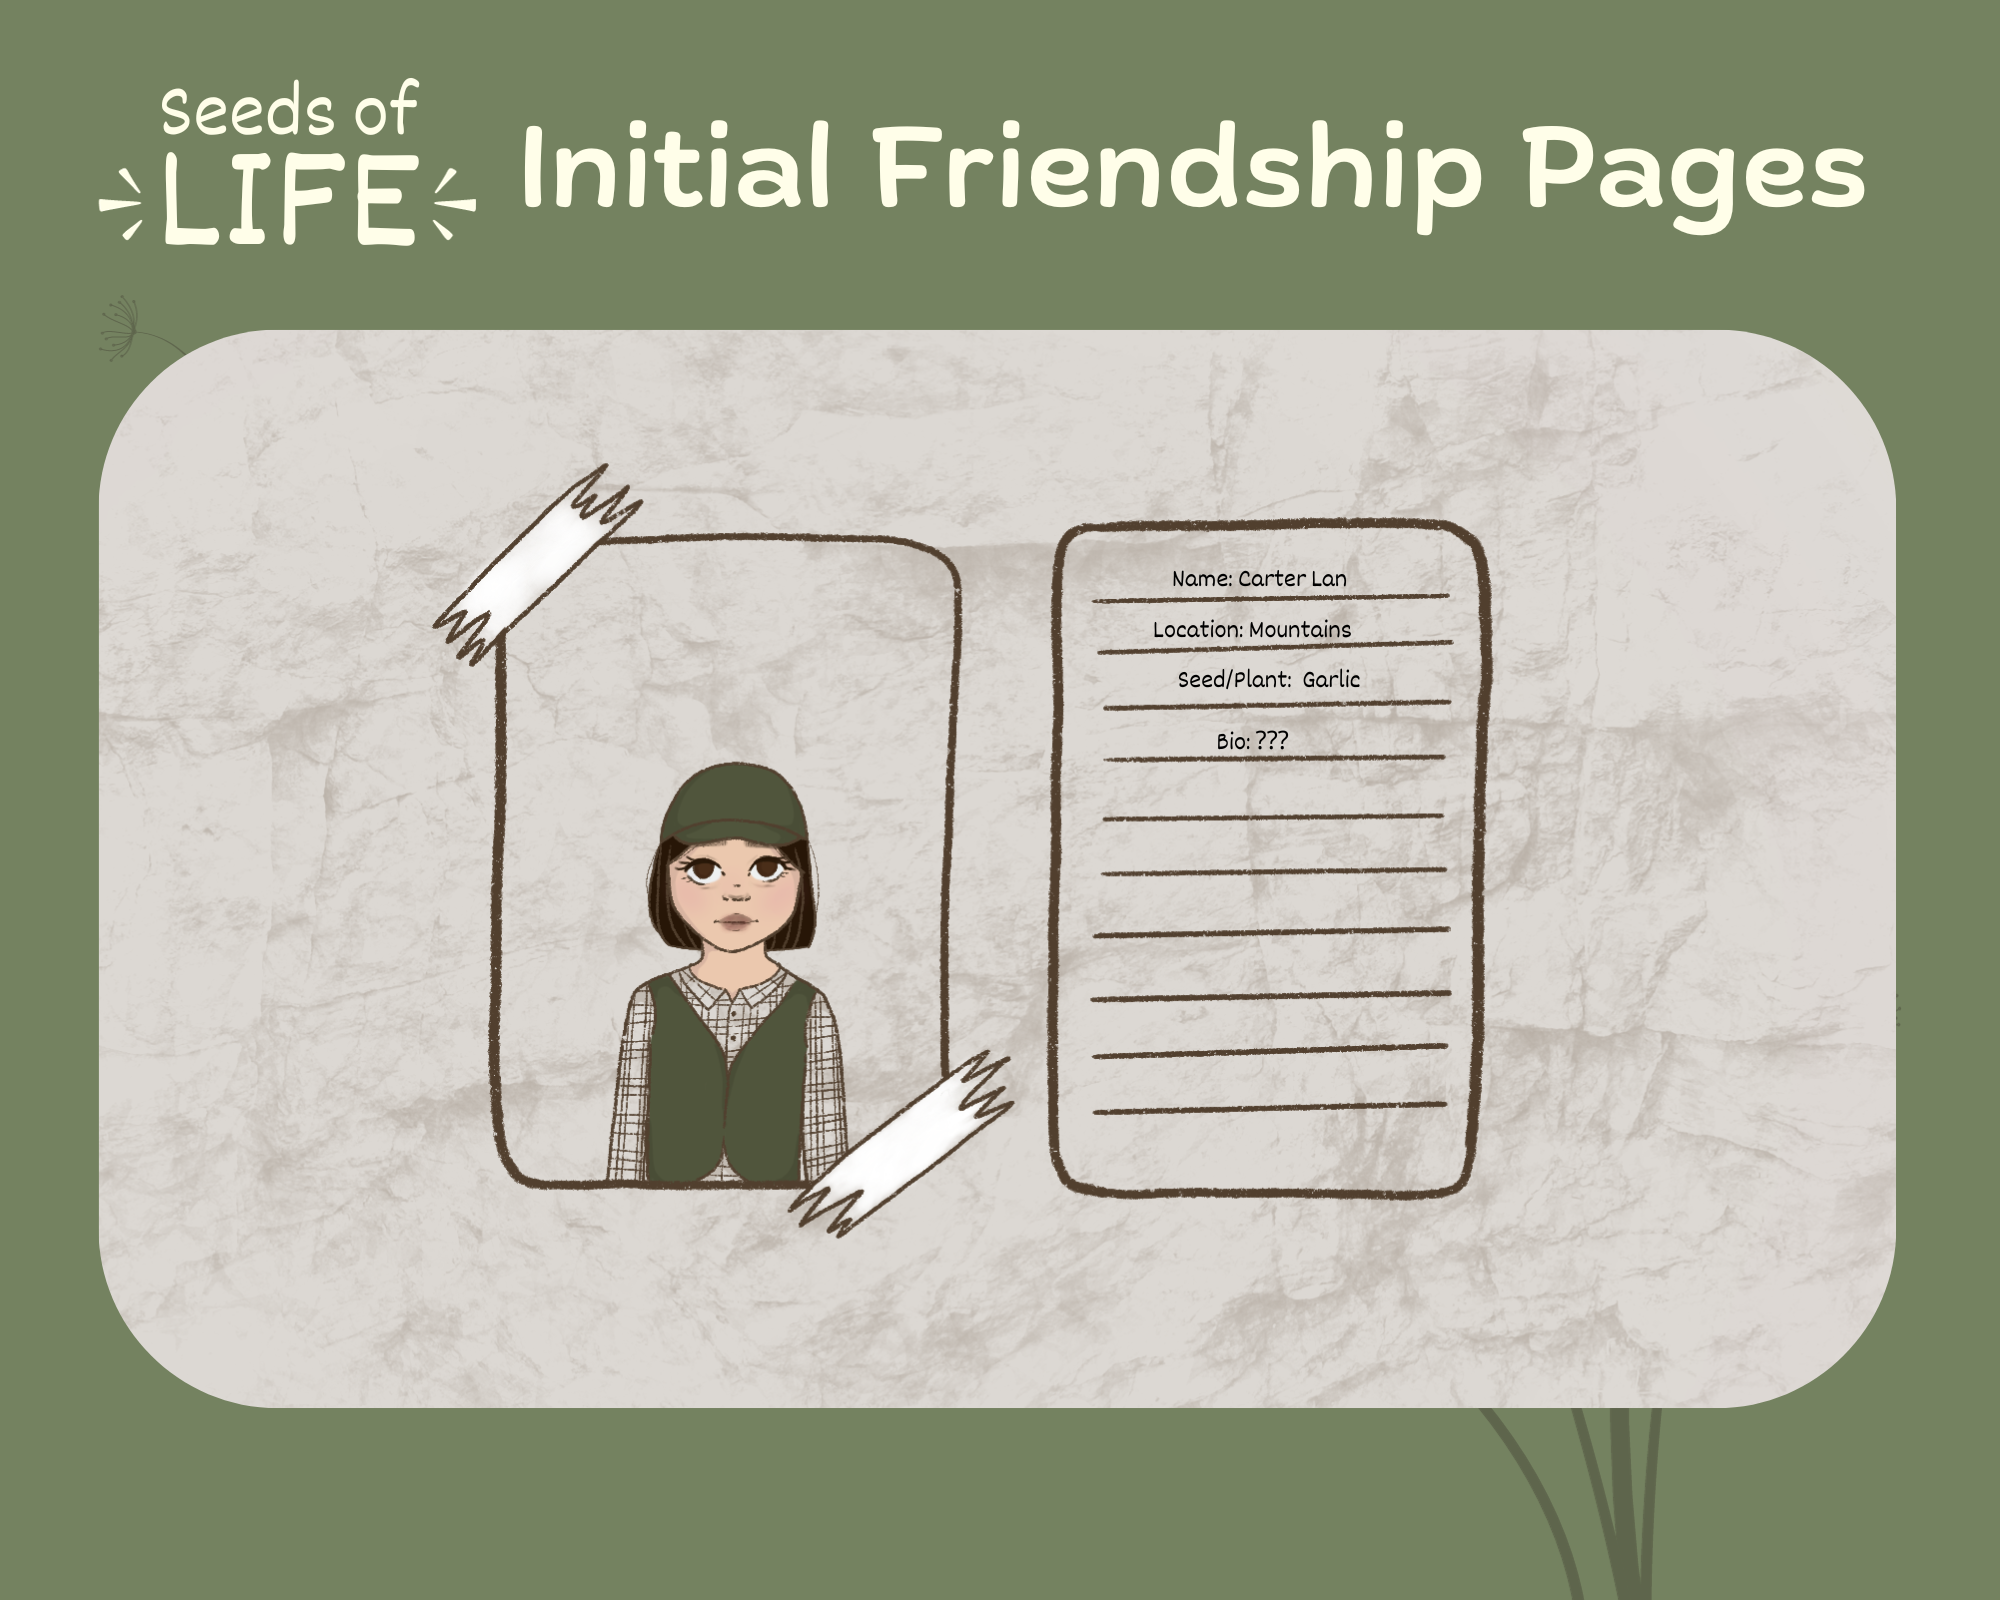 Seeds of
LIFE
Initial Friendship Pages
Name: Carter Lan
Location: Mountains
Seed/Plant:  Garlic
Bio: ???